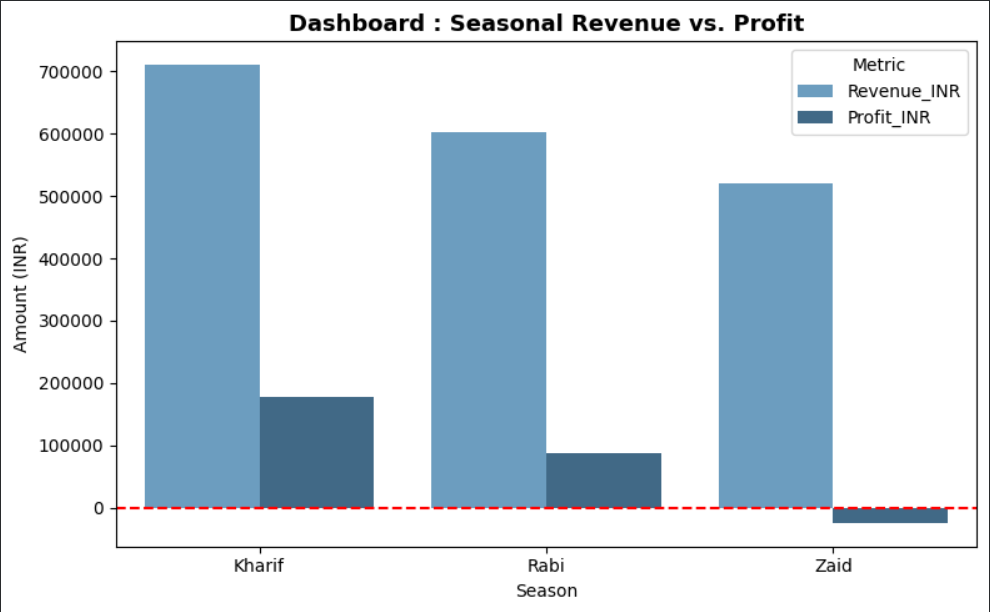 Dashboard : Seasonal Revenue vs. Profit
Metric
Revenue_INR
Profit_INR
Amount (INR)
700000
600000
500000
400000
300000
200000
100000
0
Kharif
Rabi
Zaid
Season